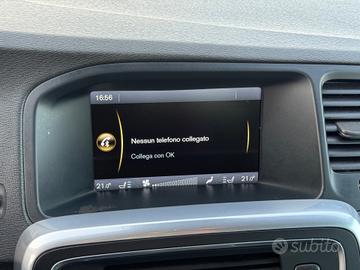 16:56
Nessun telefono collegato
Collega con OK
21.0° 21.0°
subito